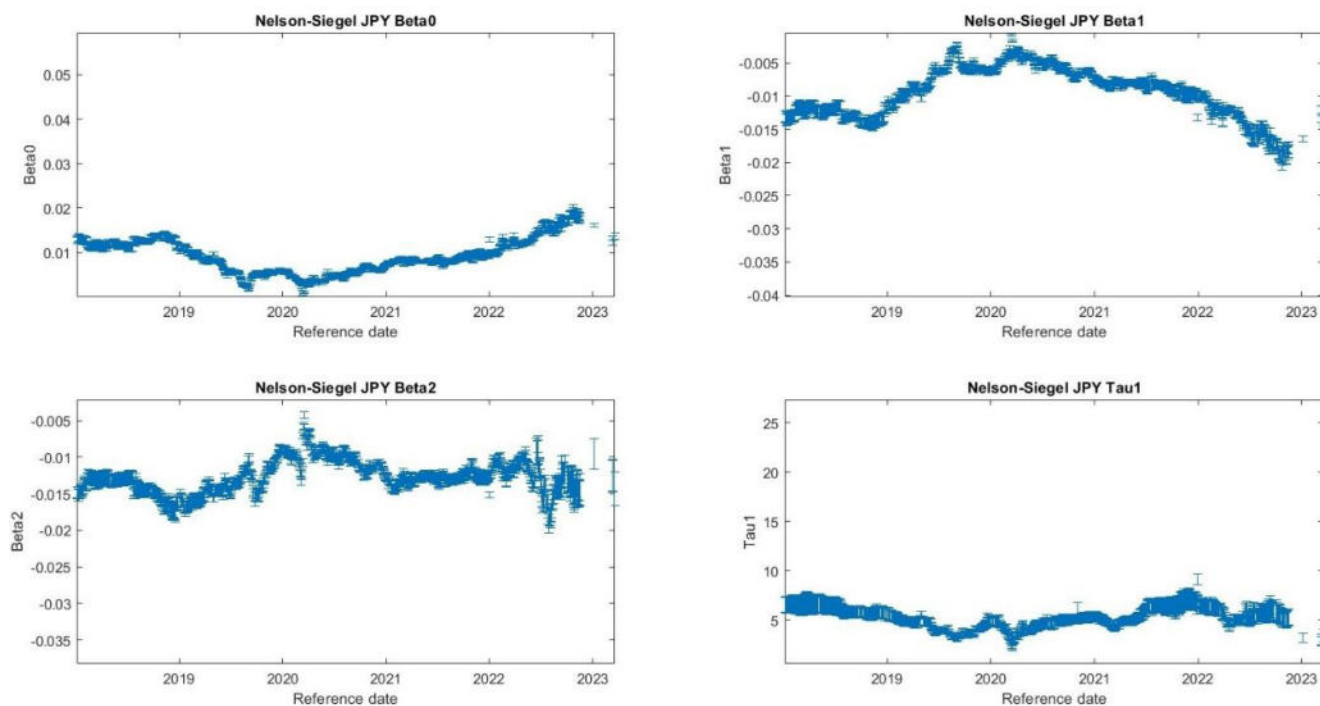 Nelson-Siegel JPY Beta0
0.05
0.04
0.03
0.02
0.01
Beta0
2019 2020 2021 2022 2023
Reference date
Nelson-Siegel JPY Beta1
-0.005
-0.01
-0.015
-0.02
-0.025
-0.03
-0.035
-0.04
Beta1
2019 2020 2021 2022 2023
Reference date
Nelson-Siegel JPY Beta2
-0.005
-0.01
-0.015
-0.02
-0.025
-0.03
-0.035
Beta2
2019 2020 2021 2022 2023
Reference date
Nelson-Siegel JPY Tau1
25
20
15
10
5
Tau1
2019 2020 2021 2022 2023
Reference date